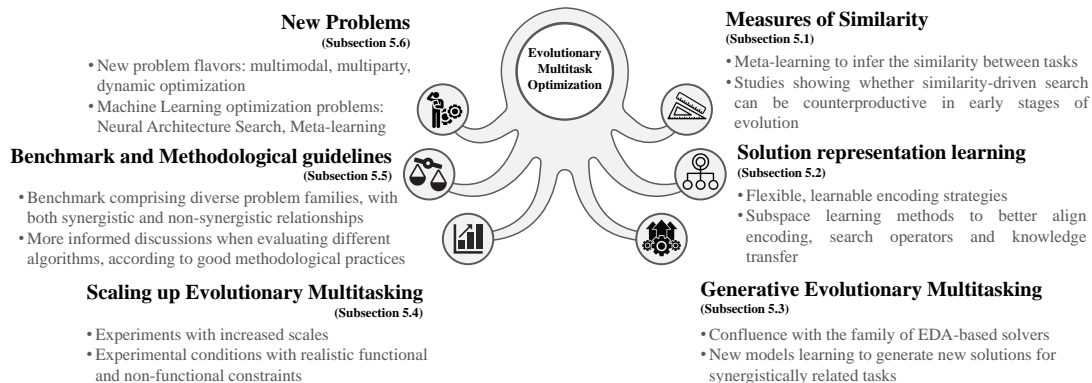 Evolutionary
Multitask
Optimization
New Problems
(Subsection 5.6)
• New problem flavors: multimodal, multiparty,
dynamic optimization
• Machine Learning optimization problems:
Neural Architecture Search, Meta-learning
Benchmark and Methodological guidelines
(Subsection 5.5)
• Benchmark comprising diverse problem families, with
both synergistic and non-synergistic relationships
• More informed discussions when evaluating different
algorithms, according to good methodological practices
Scaling up Evolutionary Multitasking
(Subsection 5.4)
• Experiments with increased scales
• Experimental conditions with realistic functional
and non-functional constraints
Measures of Similarity
(Subsection 5.1)
• Meta-learning to infer the similarity between tasks
• Studies showing whether similarity-driven search
can be counterproductive in early stages of
evolution
Solution representation learning
(Subsection 5.2)
• Flexible, learnable encoding strategies
• Subspace learning methods to better align
encoding, search operators and knowledge
transfer
Generative Evolutionary Multitasking
(Subsection 5.3)
• Confluence with the family of EDA-based solvers
• New models learning to generate new solutions for
synergistically related tasks